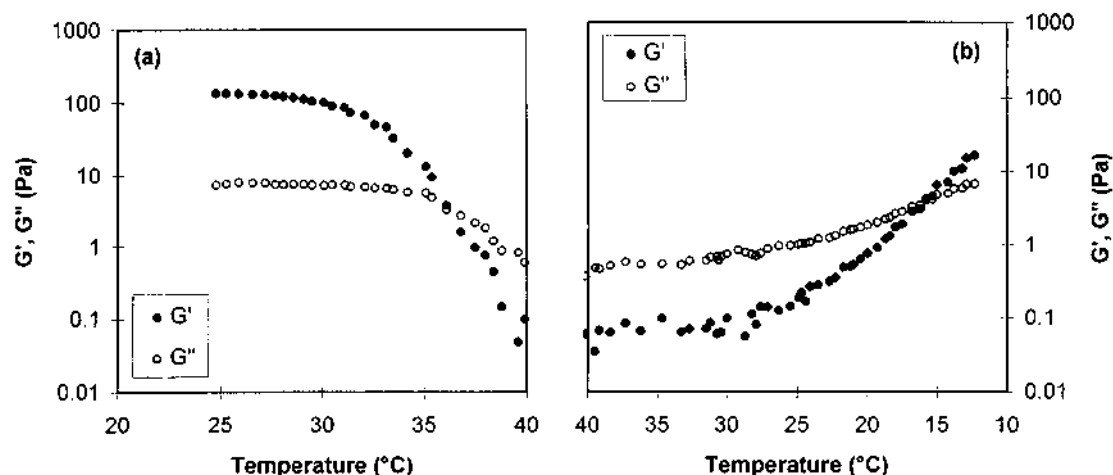 (a)
G', G" (Pa)
1000
100
10
1
0.1
0.01
G'
G"
20 25 30 35 40
Temperature (°C)
(b)
G'
G"
1000
100
10
1
0.1
0.01
G', G" (Pa)
40 35 30 25 20 15 10
Temperature (°C)